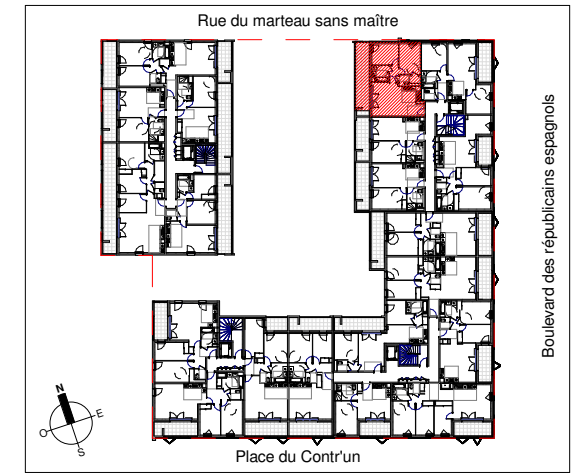 Rue du marteau sans maître
Boulevard des républicains espagnols
N
E
O
S
Place du Contr'un